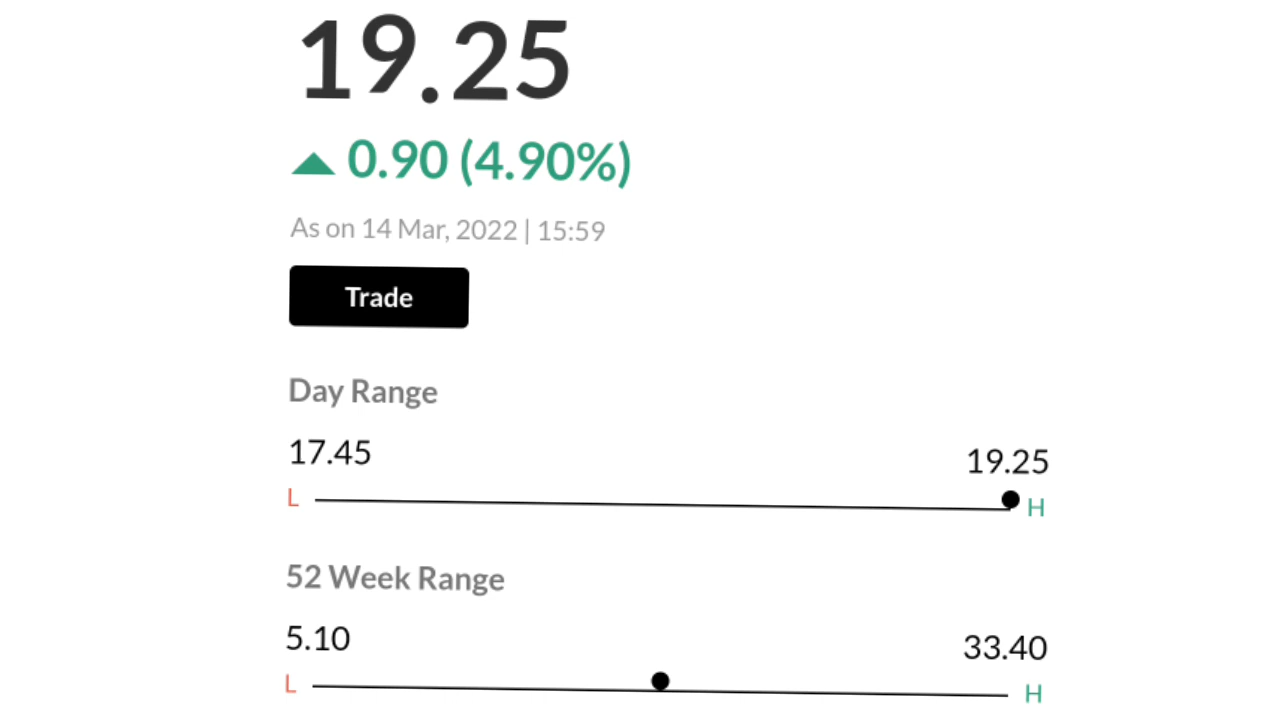 19.25
▲ 0.90 (4.90%)
As on 14 Mar, 2022 | 15:59
Trade
Day Range
17.45 19.25
L H
52 Week Range
5.10 33.40
L H